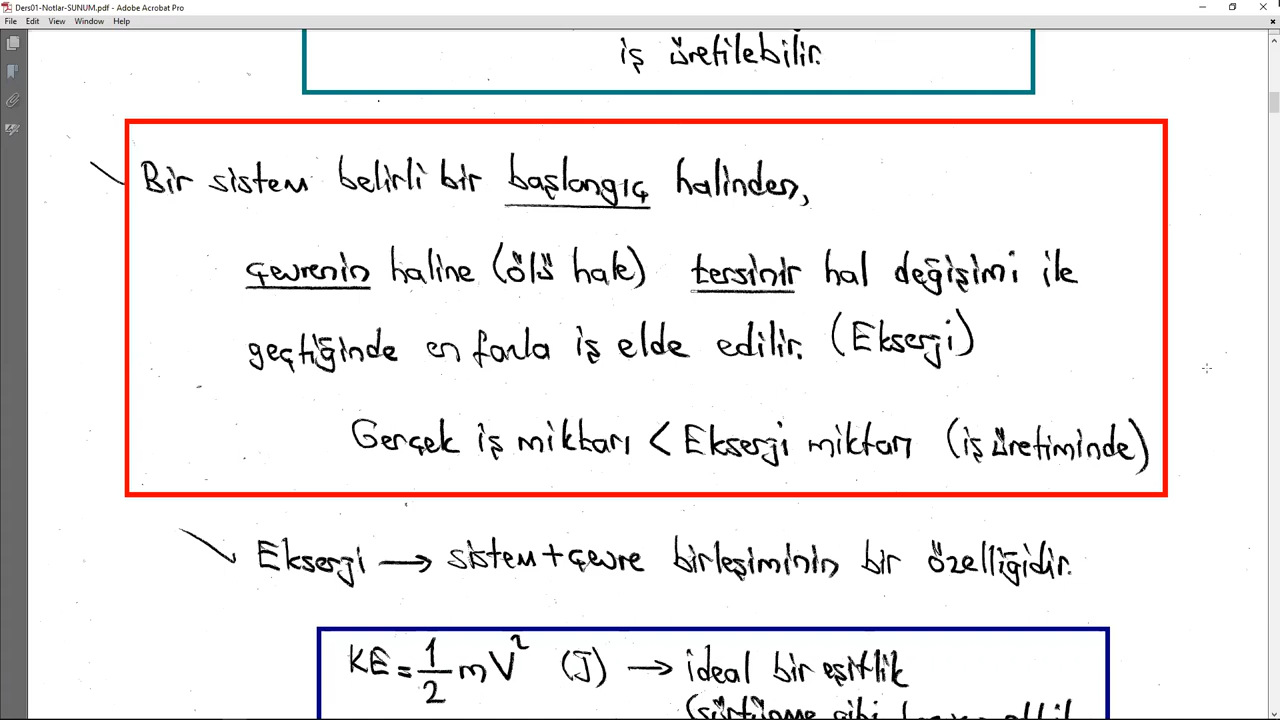 Ders01-Notlar-SUNUM.pdf - Adobe Acrobat Pro
File Edit View Window Help
iş üretilebilir.
Bir sistem belirli bir başlangıç halinden,
çevrenin haline (ölü hale) tersinir hal değişimi ile
geçtiğinde en fazla iş elde edilir. (Ekserji)
Gerçek iş miktarı < Ekserji miktarı (iş üretiminde)
Ekserji → sistem+çevre birleşiminin bir özelliğidir.
KE = 1/2 mV² (J) → ideal bir eşitlik
(sürtünme gibi